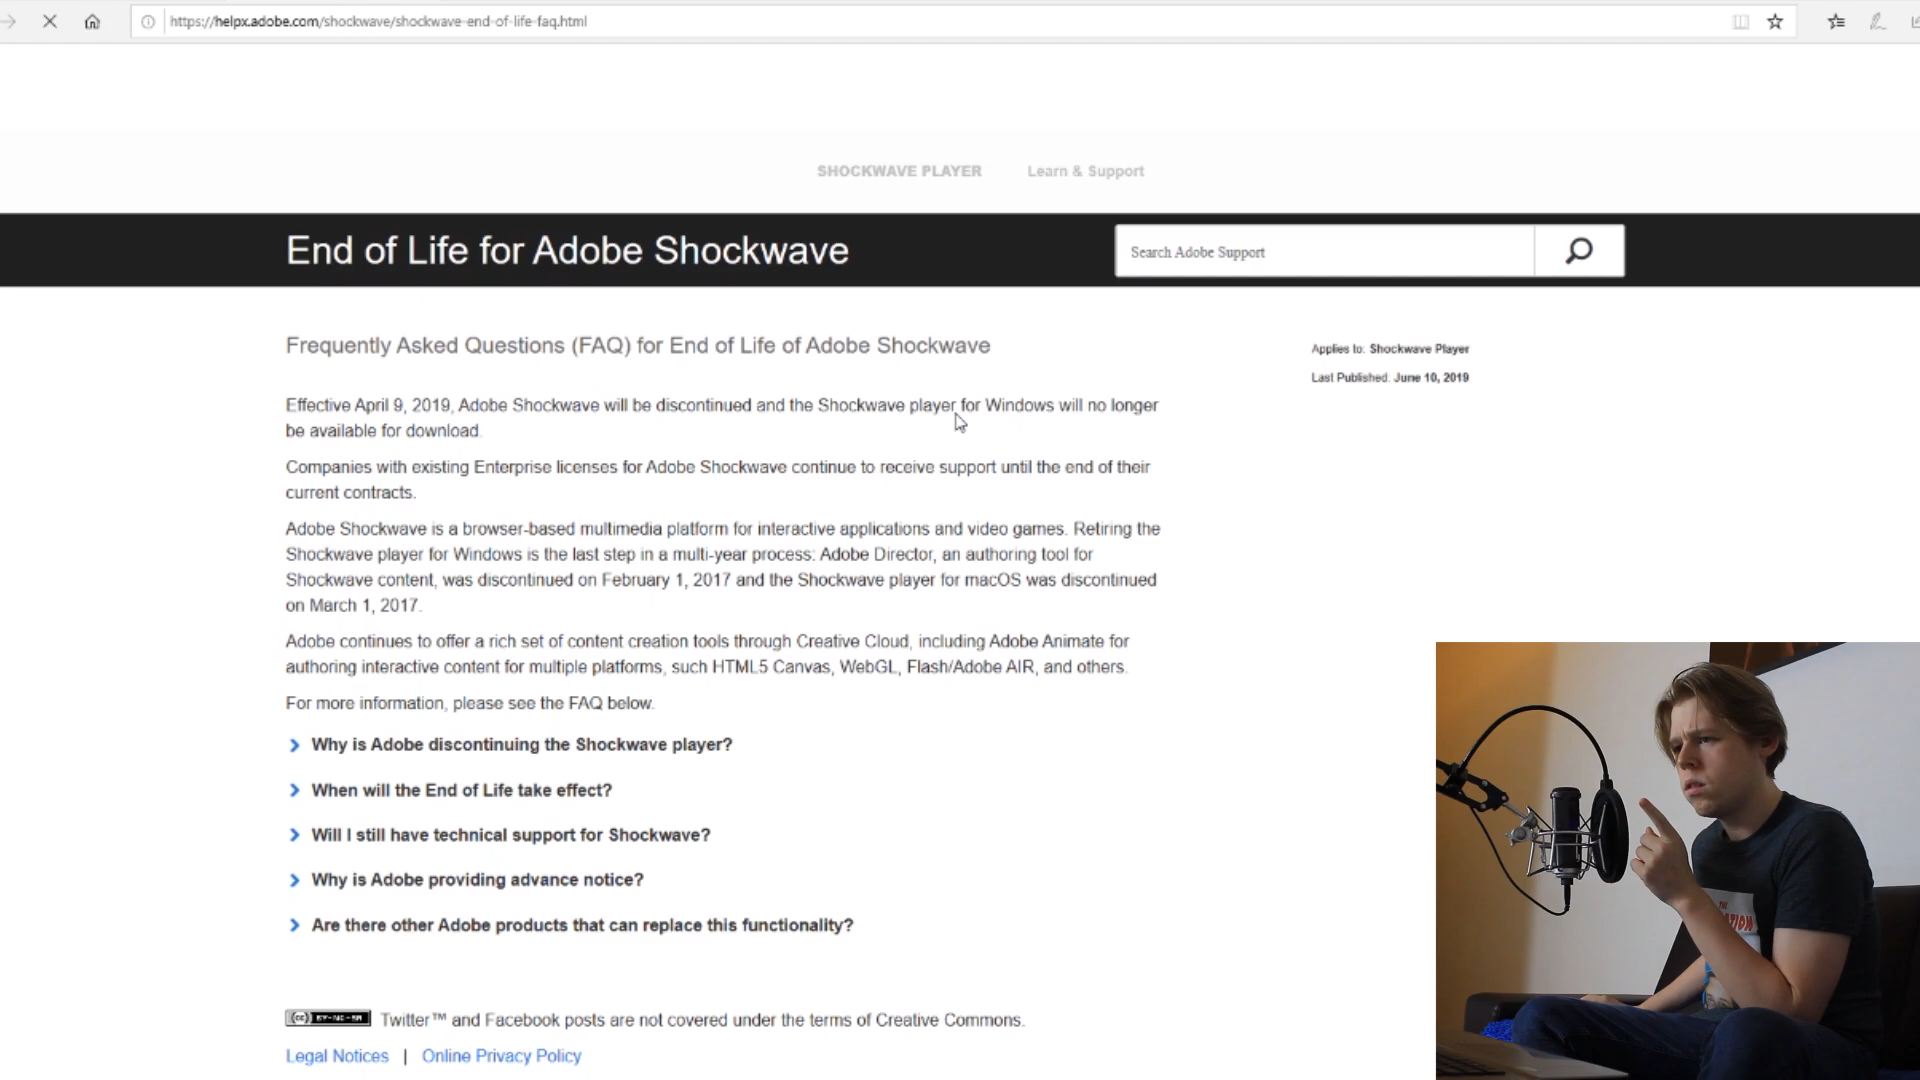 https://helpx.adobe.com/shockwave/shockwave-end-of-life-faq.html
SHOCKWAVE PLAYER Learn & Support
End of Life for Adobe Shockwave
Search Adobe Support
Frequently Asked Questions (FAQ) for End of Life of Adobe Shockwave
Applies to: Shockwave Player
Last Published: June 10, 2019
Effective April 9, 2019, Adobe Shockwave will be discontinued and the Shockwave player for Windows will no longer
be available for download.
Companies with existing Enterprise licenses for Adobe Shockwave continue to receive support until the end of their
current contracts.
Adobe Shockwave is a browser-based multimedia platform for interactive applications and video games. Retiring the
Shockwave player for Windows is the last step in a multi-year process: Adobe Director, an authoring tool for
Shockwave content, was discontinued on February 1, 2017 and the Shockwave player for macOS was discontinued
on March 1, 2017.
Adobe continues to offer a rich set of content creation tools through Creative Cloud, including Adobe Animate for
authoring interactive content for multiple platforms, such HTML5 Canvas, WebGL, Flash/Adobe AIR, and others.
For more information, please see the FAQ below.
Why is Adobe discontinuing the Shockwave player?
When will the End of Life take effect?
Will I still have technical support for Shockwave?
Why is Adobe providing advance notice?
Are there other Adobe products that can replace this functionality?
(cc) BY-NC-SA Twitter™ and Facebook posts are not covered under the terms of Creative Commons.
Legal Notices | Online Privacy Policy